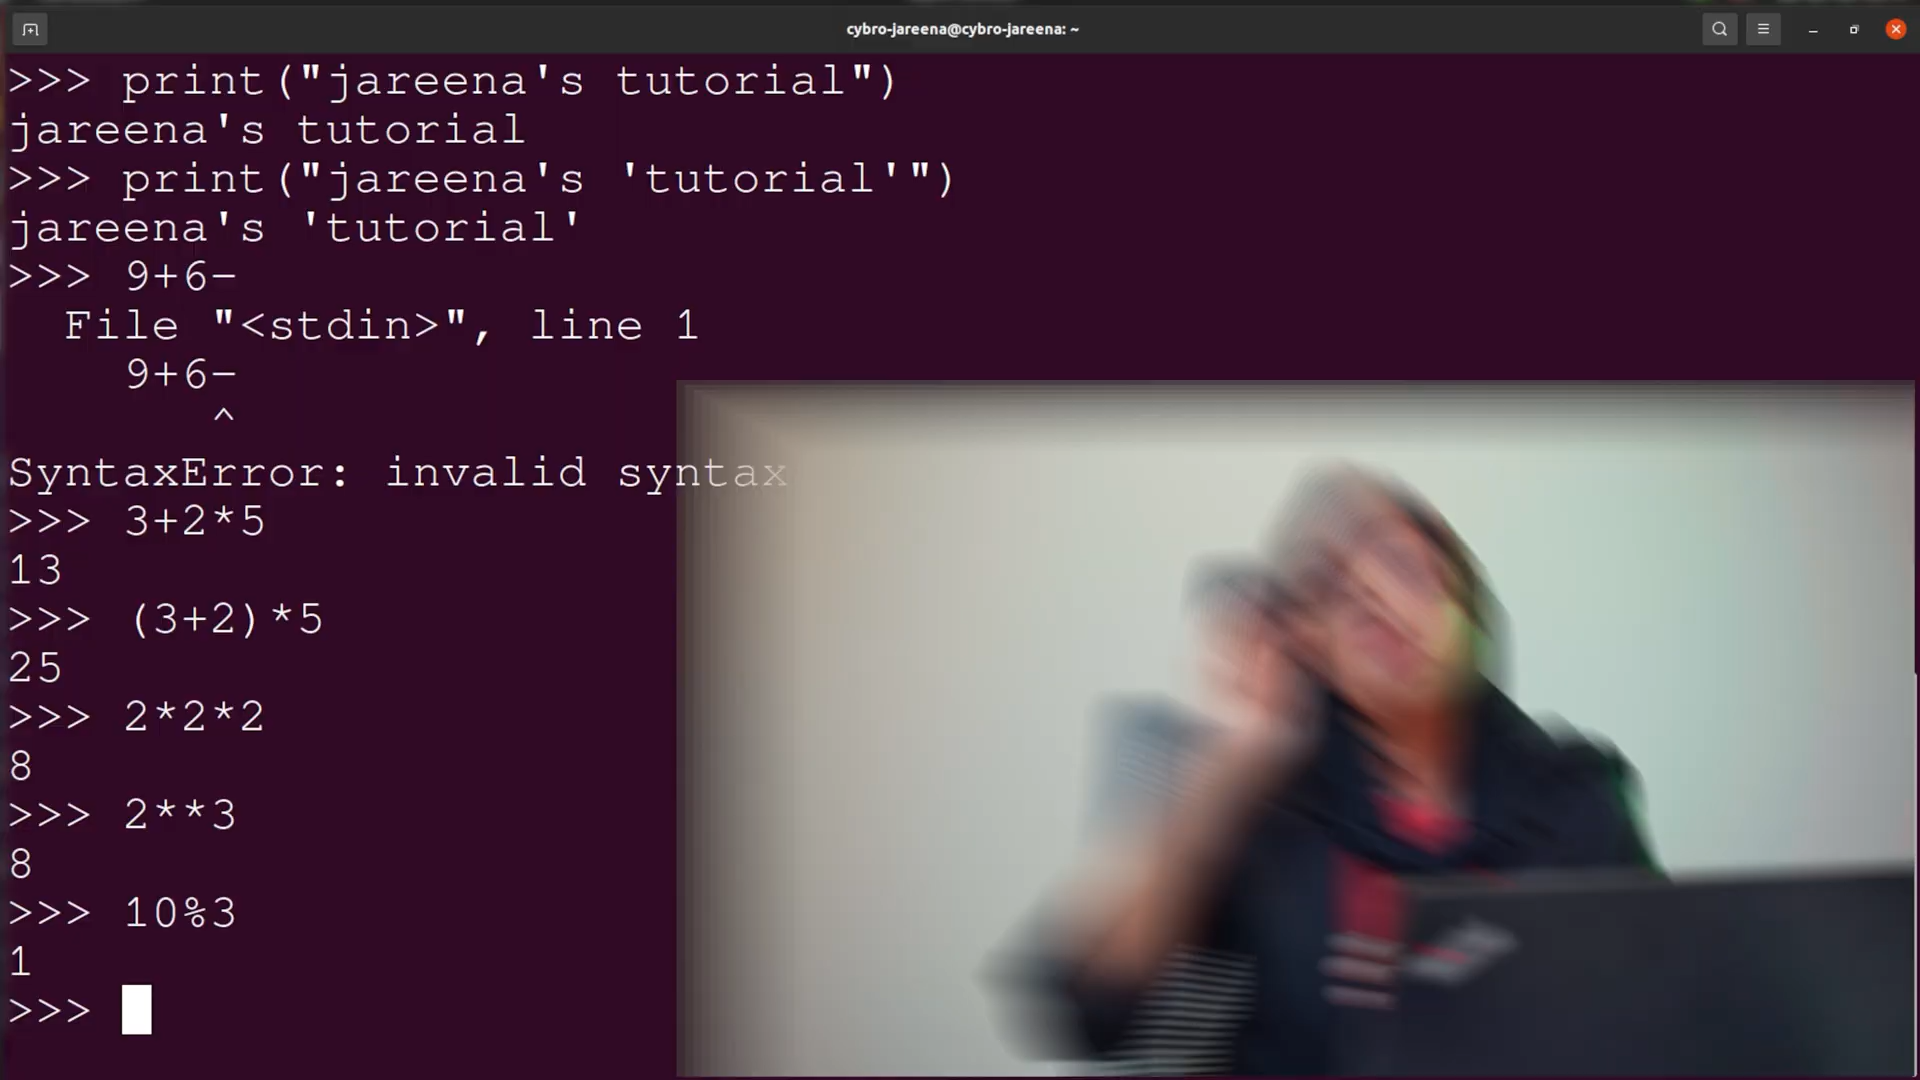 cybro-jareena@cybro-jareena: ~
>>> print("jareena's tutorial")
jareena's tutorial
>>> print("jareena's 'tutorial'")
jareena's 'tutorial'
>>> 9+6-
  File "<stdin>", line 1
    9+6-
       ^
SyntaxError: invalid syntax
>>> 3+2*5
13
>>> (3+2)*5
25
>>> 2*2*2
8
>>> 2**3
8
>>> 10%3
1
>>>